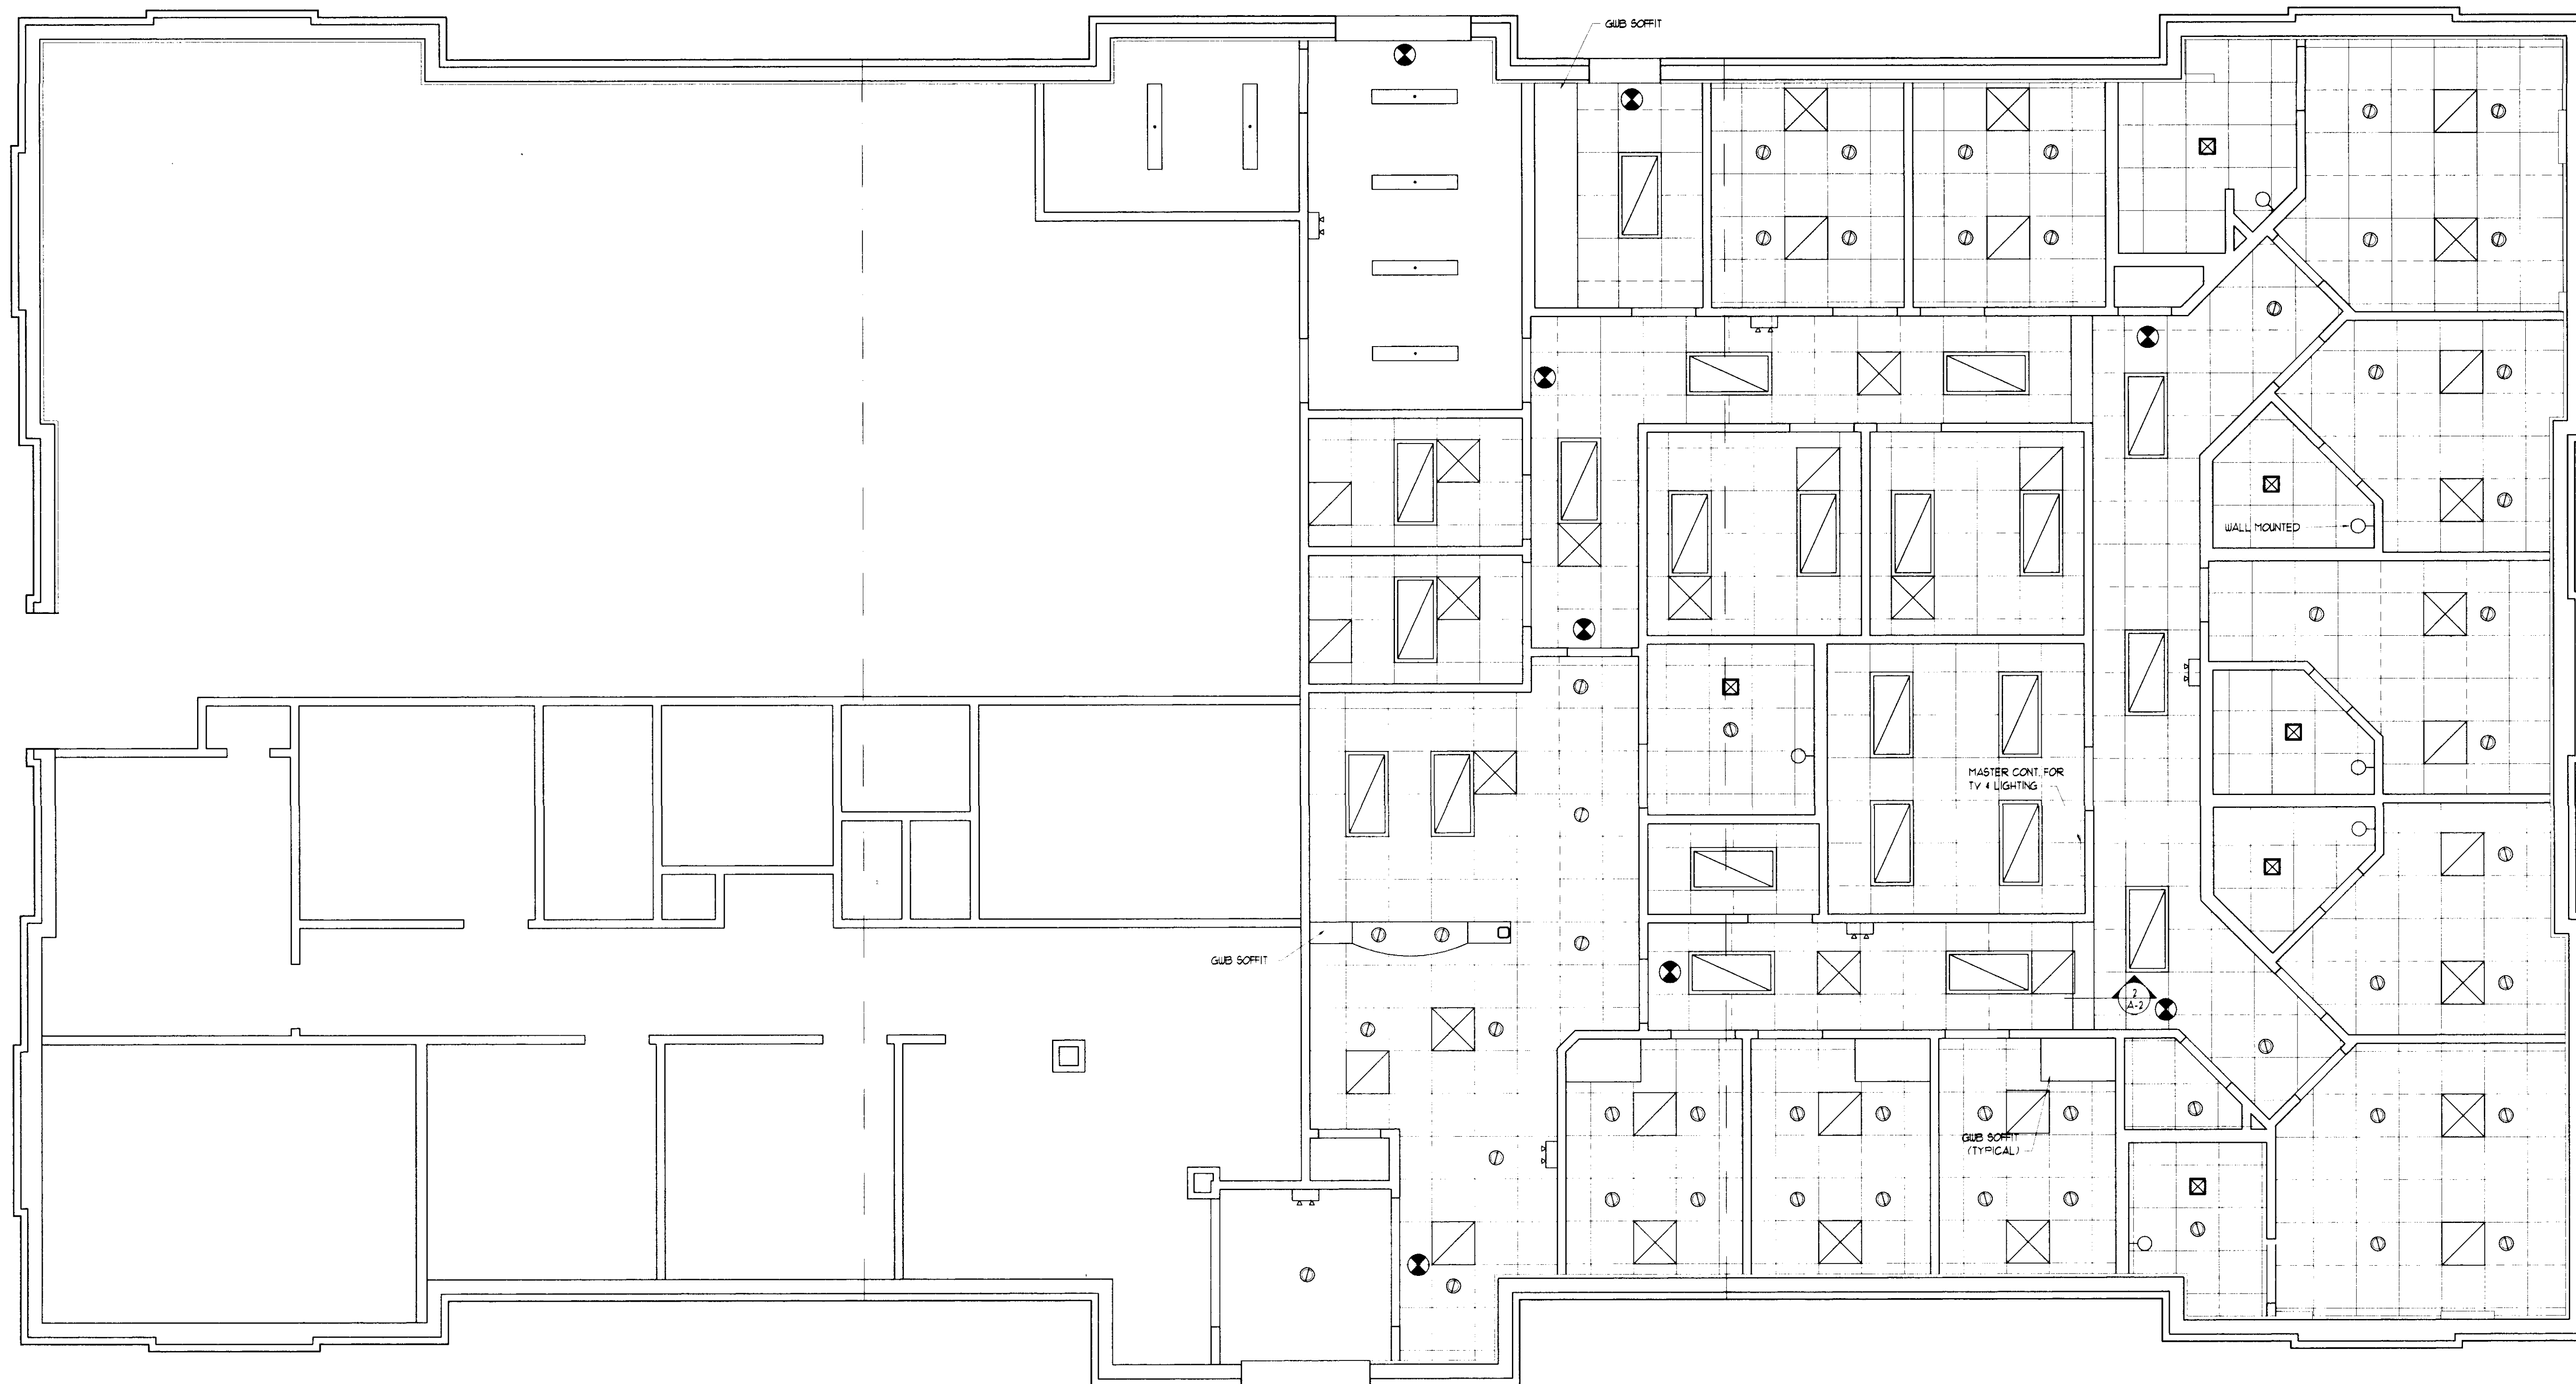 GWB SOFFIT
WALL MOUNTED
MASTER CONT. FOR
TV & LIGHTING
GWB SOFFIT
2
A-2
GWB SOFFIT
(TYPICAL)